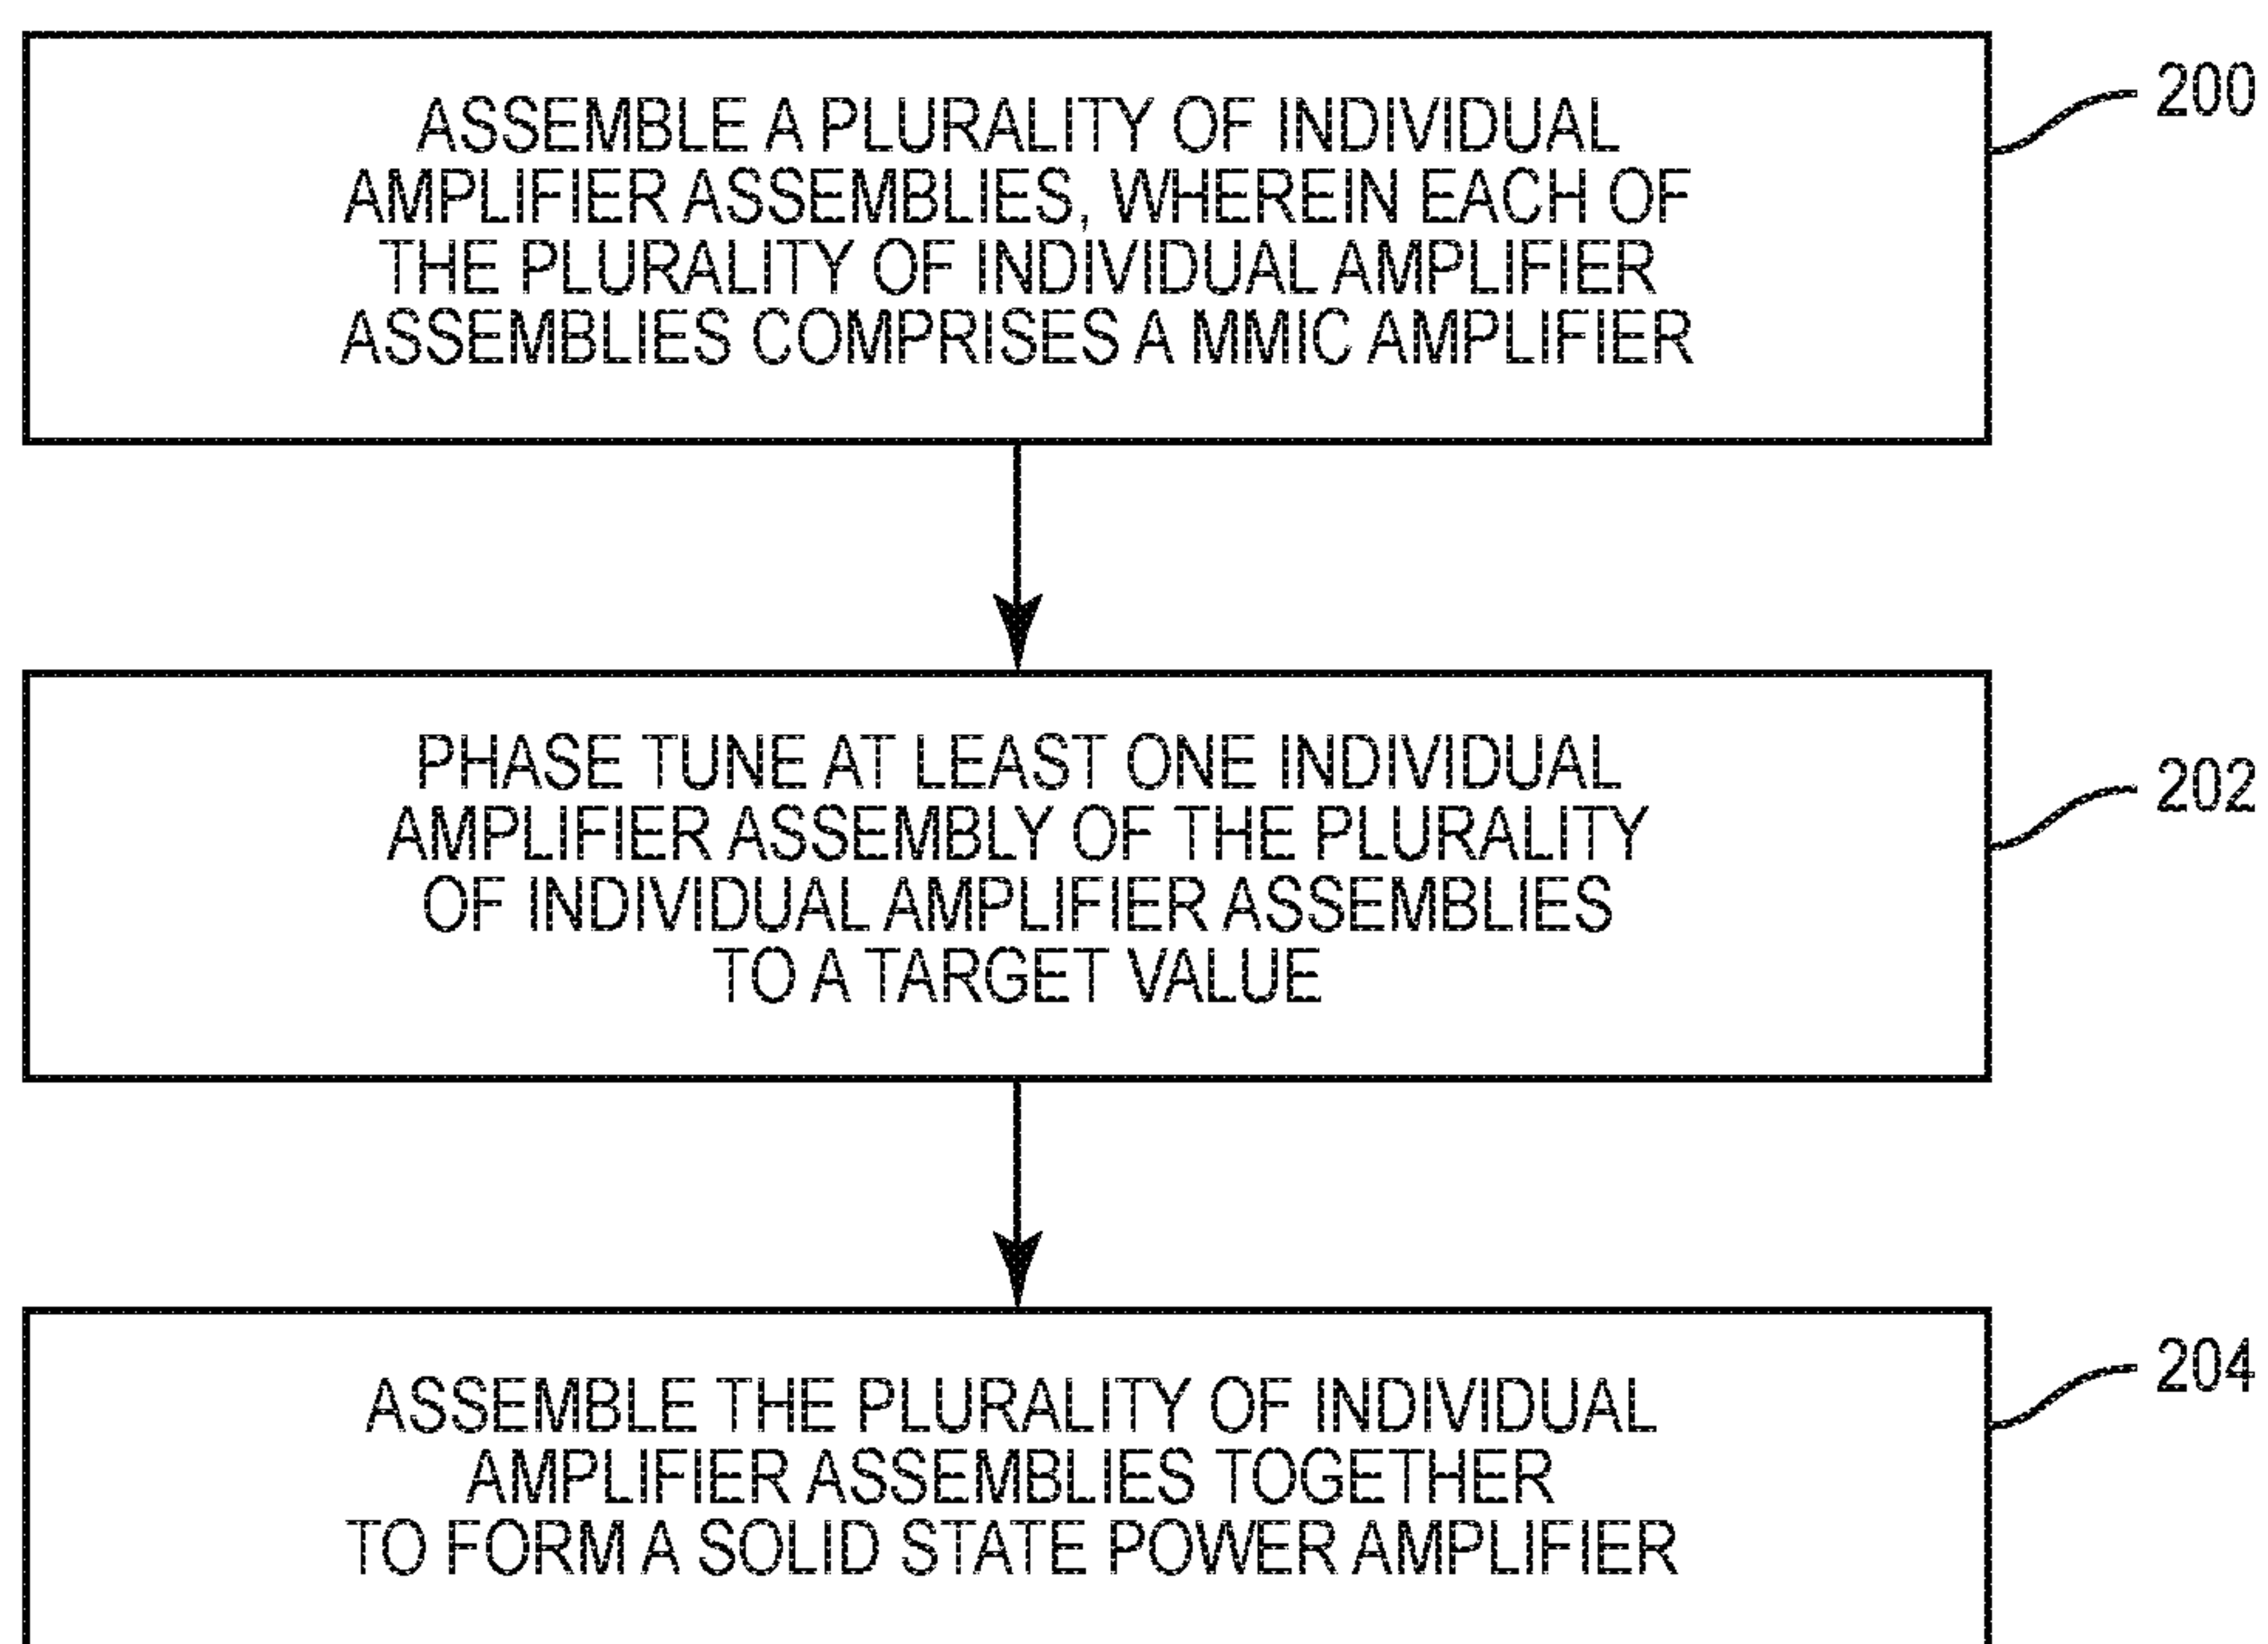 ASSEMBLE A PLURALITY OF INDIVIDUAL
AMPLIFIER ASSEMBLIES, WHEREIN EACH OF
THE PLURALITY OF INDIVIDUAL AMPLIFIER
ASSEMBLIES COMPRISES A MMIC AMPLIFIER
200
PHASE TUNE AT LEAST ONE INDIVIDUAL
AMPLIFIER ASSEMBLY OF THE PLURALITY
OF INDIVIDUAL AMPLIFIER ASSEMBLIES
TO A TARGET VALUE
202
ASSEMBLE THE PLURALITY OF INDIVIDUAL
AMPLIFIER ASSEMBLIES TOGETHER
TO FORM A SOLID STATE POWER AMPLIFIER
204